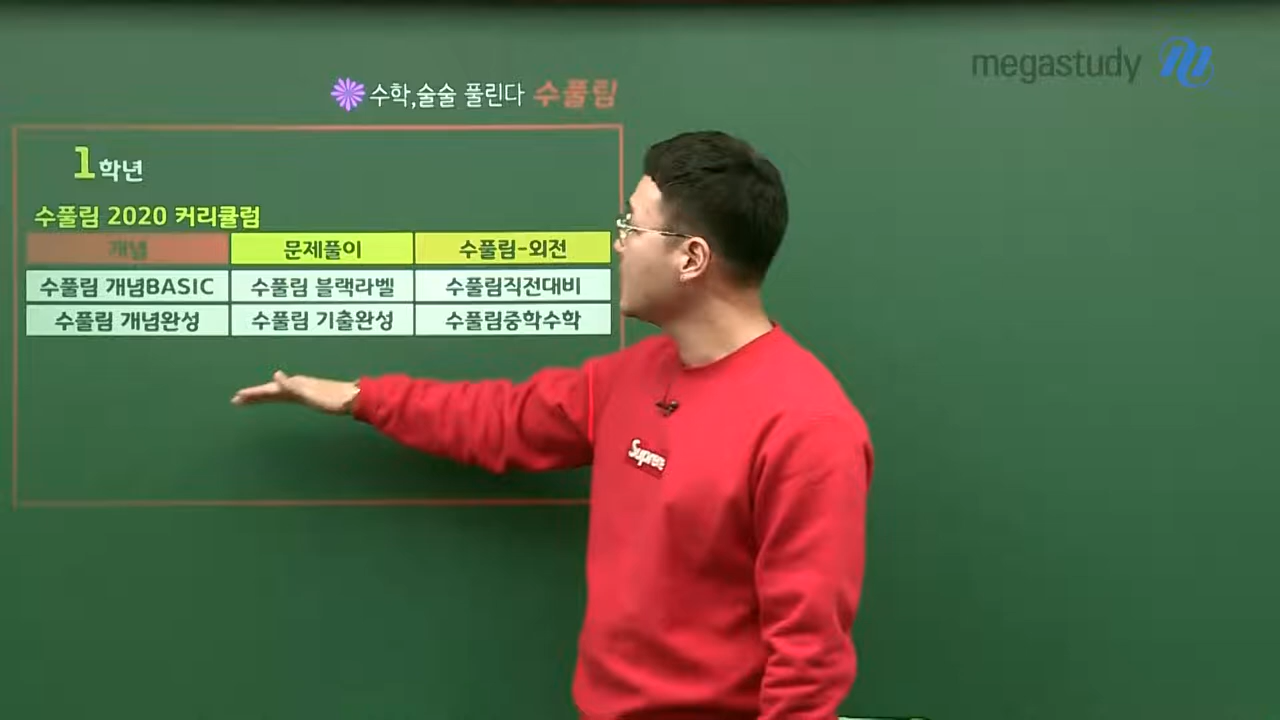 megastudy
수학,술술 풀린다 수풀림
1학년
수풀림 2020 커리큘럼
개념 문제풀이 수풀림-외전
수풀림 개념BASIC 수풀림 블랙라벨 수풀림직전대비
수풀림 개념완성 수풀림 기출완성 수풀림중학수학
Supreme